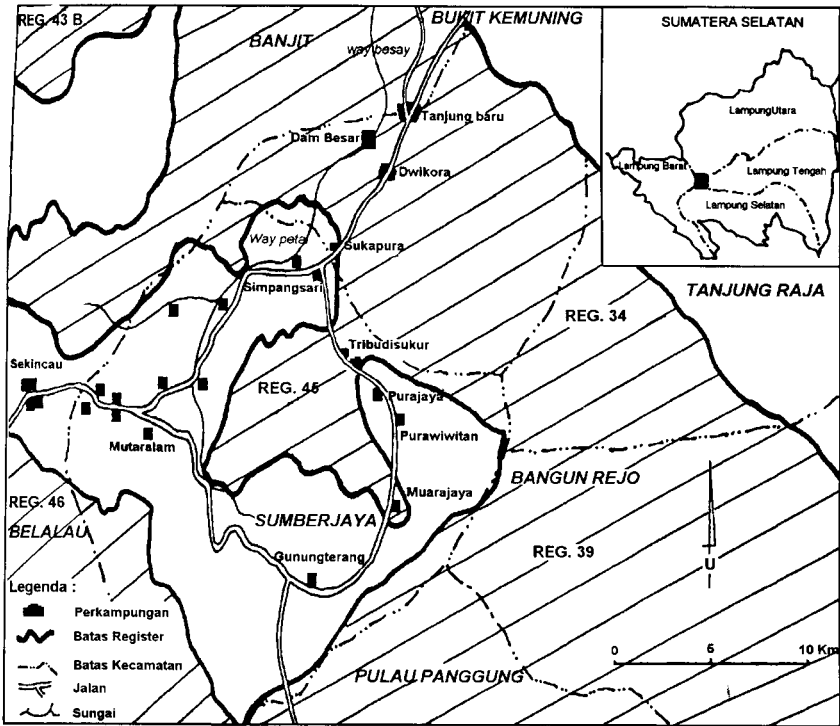 REG. 43 B
BUKIT KEMUNING
BANJIT
way besay
Tanjung baru
Dam Besar
Dwikora
Way petai
Sukapura
Simpangsari
SUMATERA SELATAN
LampungUtara
Lampung Barat
Lampung Tengah
Lampung Selatan
TANJUNG RAJA
REG. 34
Tribudisukur
Sekincau
REG. 45
Purajaya
Purawiwitan
Mutaralam
BANGUN REJO
REG. 46
Muarajaya
SUMBERJAYA
BELALAU
REG. 39
Gunungterang
U
Legenda :
Perkampungan
Batas Register
Batas Kecamatan
Jalan
Sungai
PULAU PANGGUNG
0 5 10 Km